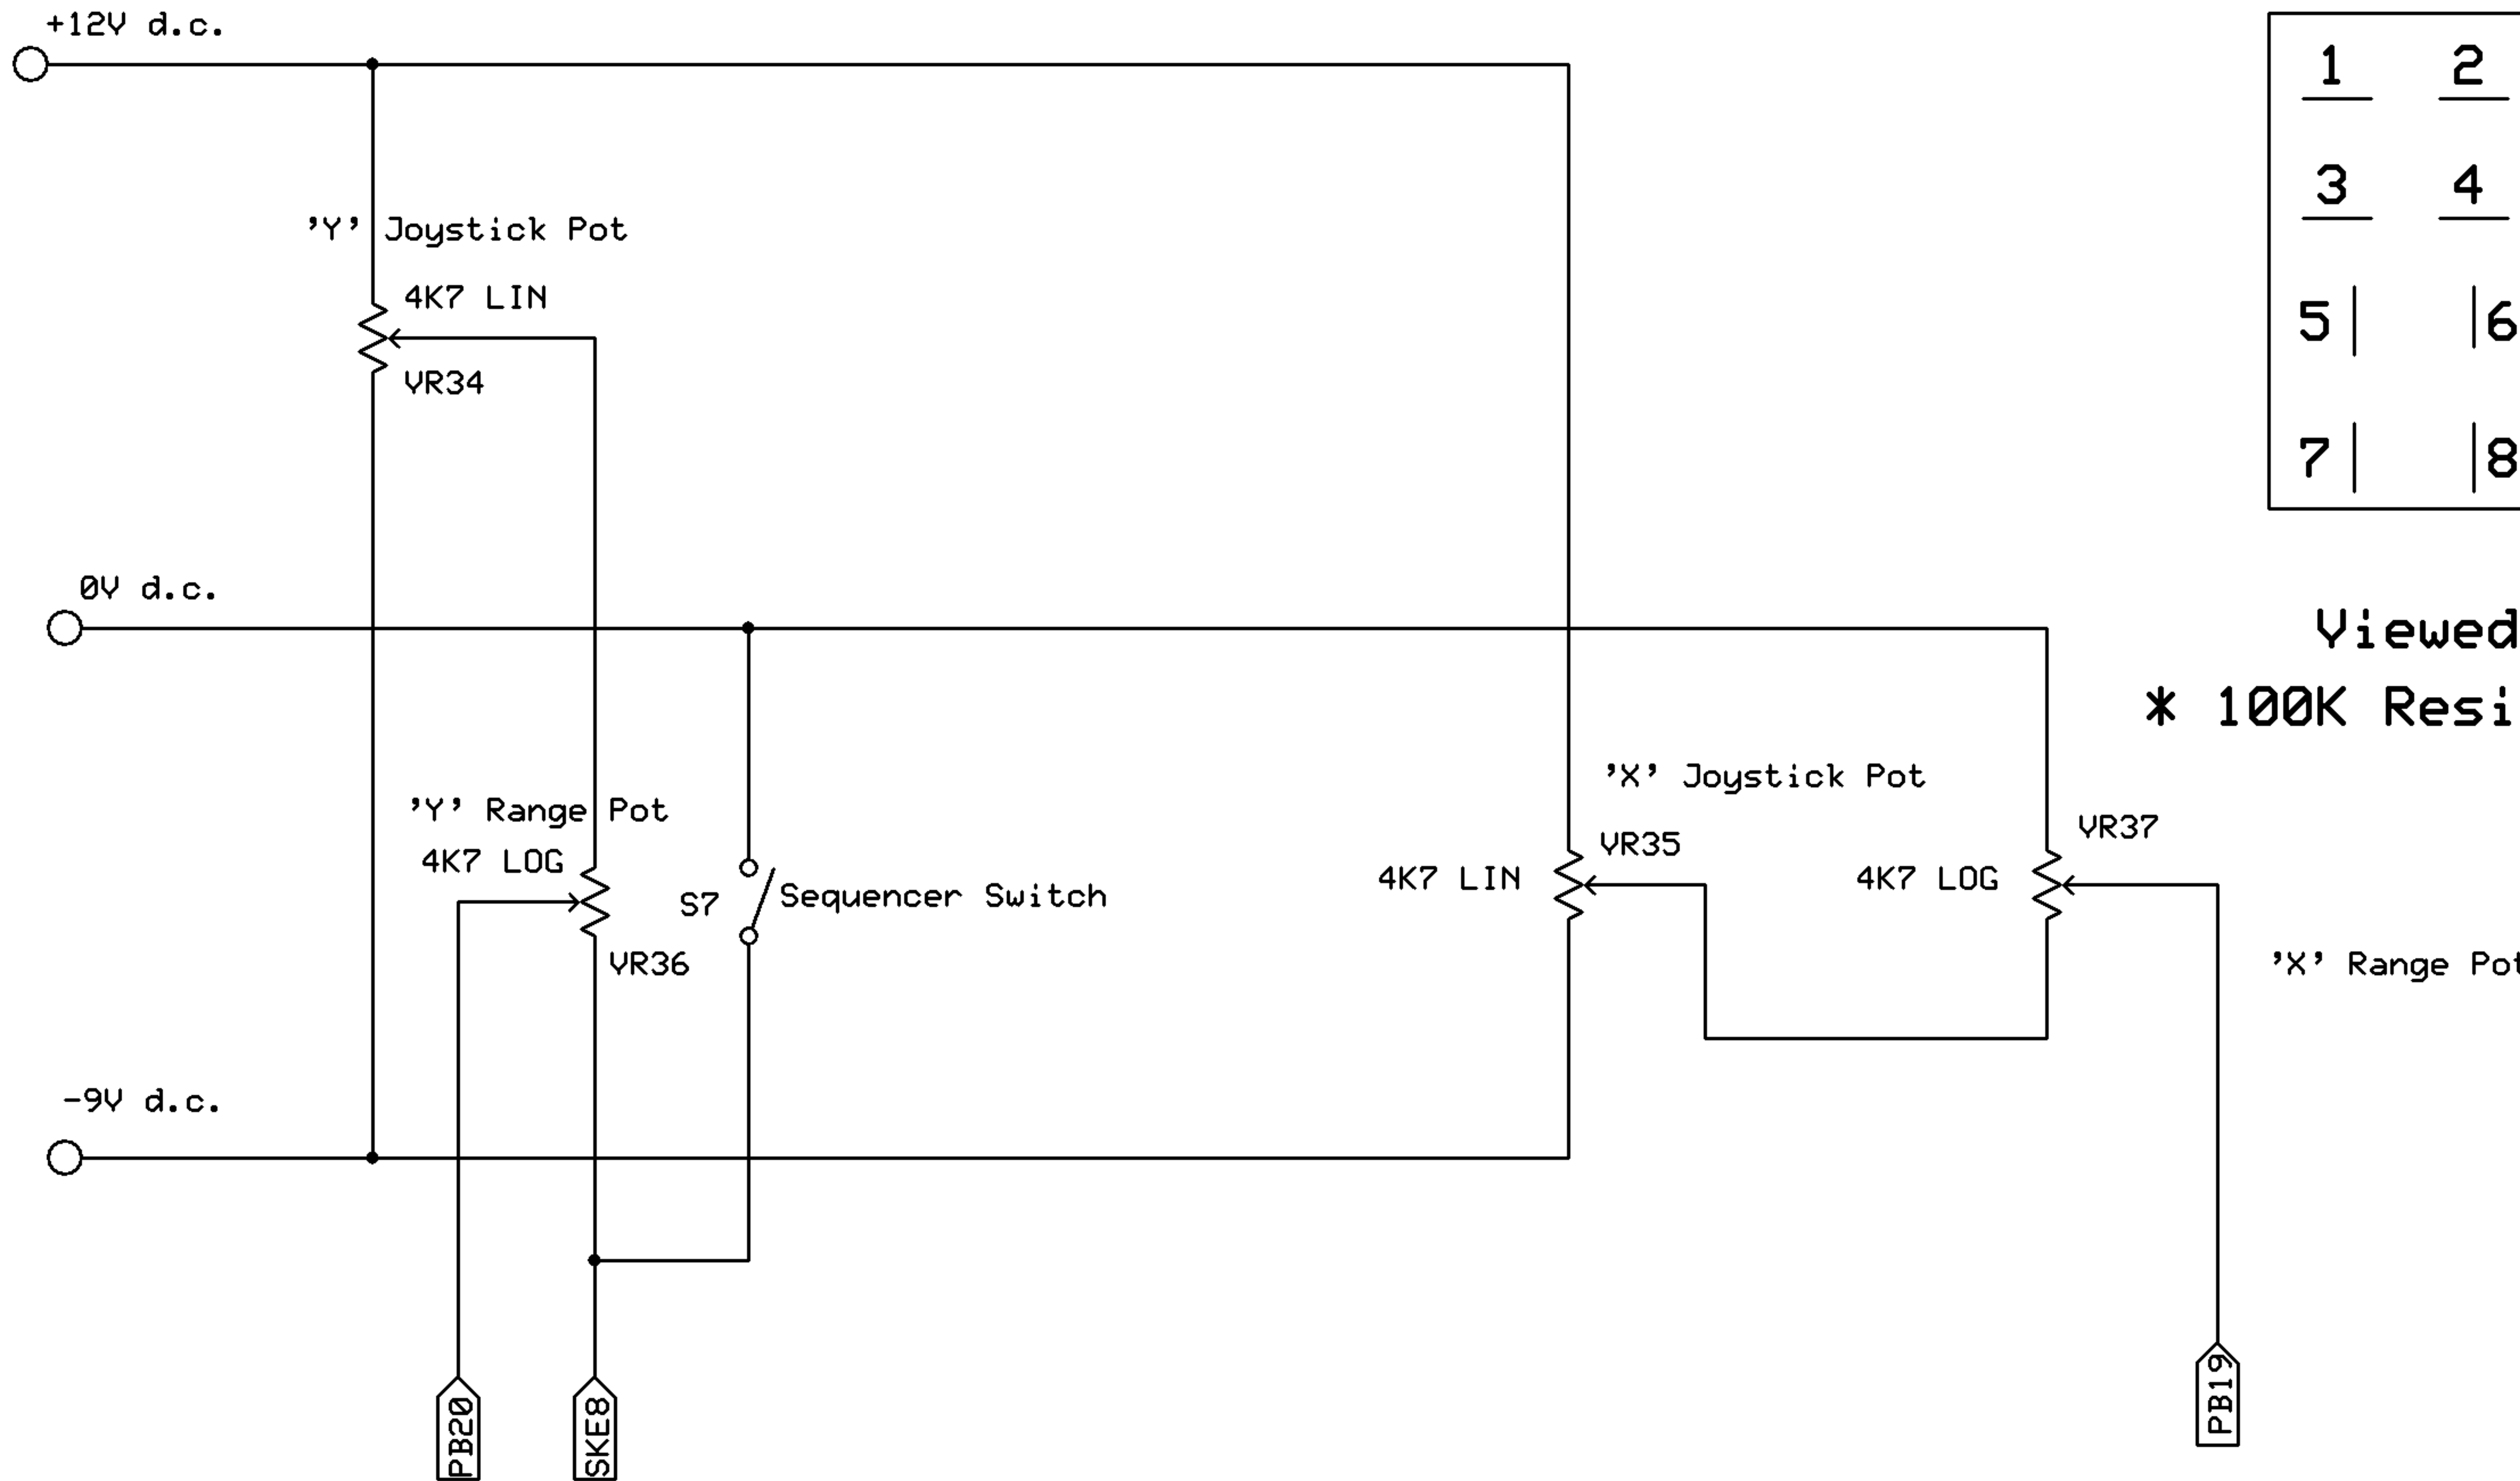 +12V d.c.
1 2
3 4
'Y' Joystick Pot
4K7 LIN
5 6
VR34
7 8
0V d.c.
Viewed
* 100K Resi
'X' Joystick Pot
'Y' Range Pot
VR37
VR35
4K7 LOG
4K7 LIN
4K7 LOG
S7
Sequencer Switch
VR36
'X' Range Pot
-9V d.c.
PB19
PB20
SKE8